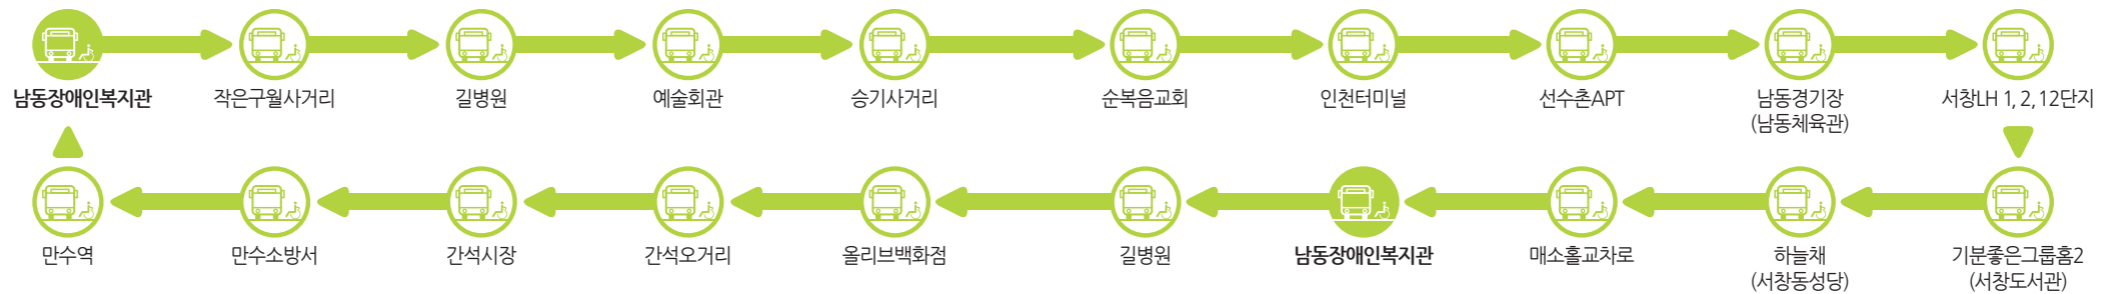 남동장애인복지관
작은구월사거리
길병원
예술회관
승기사거리
순복음교회
인천터미널
선수촌APT
남동경기장
(남동체육관)
서창LH 1, 2, 12단지
만수역
만수소방서
간석시장
간석오거리
올리브백화점
길병원
남동장애인복지관
매소홀교차로
하늘채
(서창동성당)
기분좋은그룹홈2
(서창도서관)